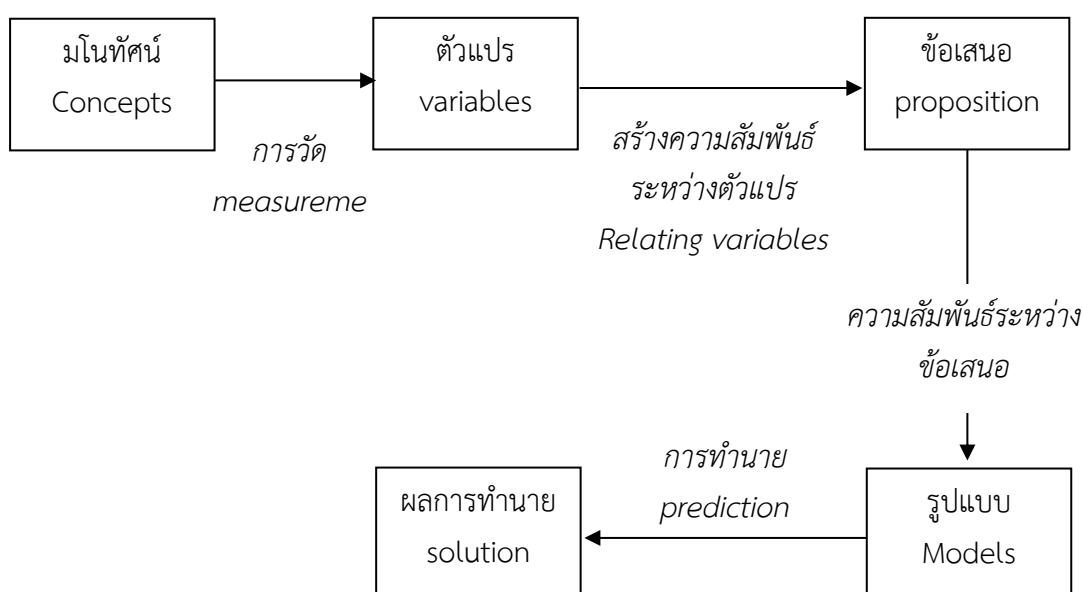 มโนทัศน์
Concepts
การวัด
measureme
ตัวแปร
variables
สร้างความสัมพันธ์
ระหว่างตัวแปร
Relating variables
ข้อเสนอ
proposition
ความสัมพันธ์ระหว่าง
ข้อเสนอ
รูปแบบ
Models
การทำนาย
prediction
ผลการทำนาย
solution